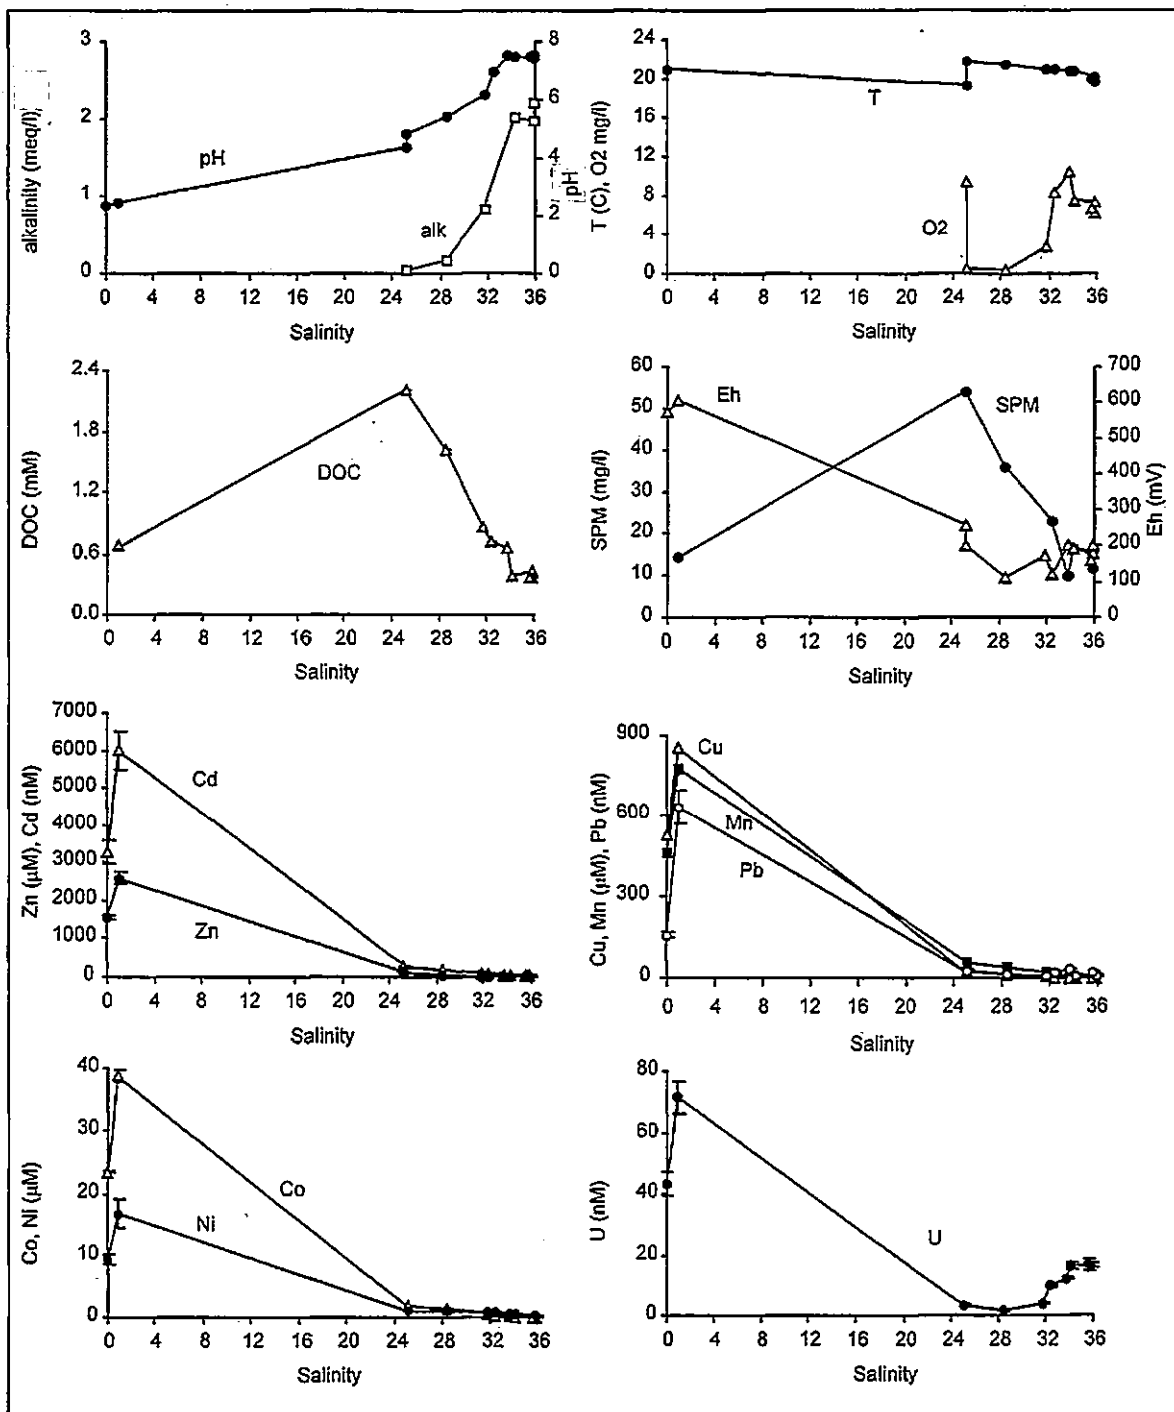 alkalinity (meq/l)
3
2
1
0
8
6
4
2
0
pH
pH
alk
0 4 8 12 16 20 24 28 32 36
Salinity
T (C), O2 mg/l
24
20
16
12
8
4
0
T
O2
0 4 8 12 16 20 24 28 32 36
Salinity
DOC (mM)
2.4
1.8
1.2
0.6
0.0
DOC
0 4 8 12 16 20 24 28 32 36
Salinity
SPM (mg/l)
60
50
40
30
20
10
0
Eh
SPM
700
600
500
400
300
200
100
0
Eh (mV)
0 4 8 12 16 20 24 28 32 36
Salinity
Zn (µM), Cd (nM)
7000
6000
5000
4000
3000
2000
1000
0
Cd
Zn
0 4 8 12 16 20 24 28 32 36
Salinity
Cu, Mn (µM), Pb (nM)
900
600
300
0
Cu
Mn
Pb
0 4 8 12 16 20 24 28 32 36
Salinity
Co, Ni (µM)
40
30
20
10
0
Co
Ni
0 4 8 12 16 20 24 28 32 36
Salinity
U (nM)
80
60
40
20
0
U
0 4 8 12 16 20 24 28 32 36
Salinity